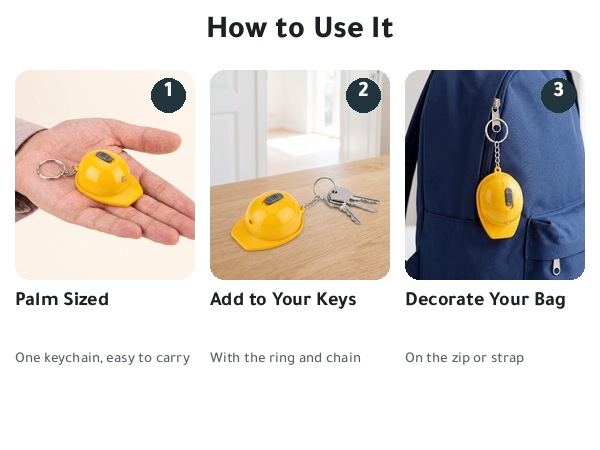 How to Use It
1
2
3
Palm Sized
Add to Your Keys
Decorate Your Bag
One keychain, easy to carry
With the ring and chain
On the zip or strap